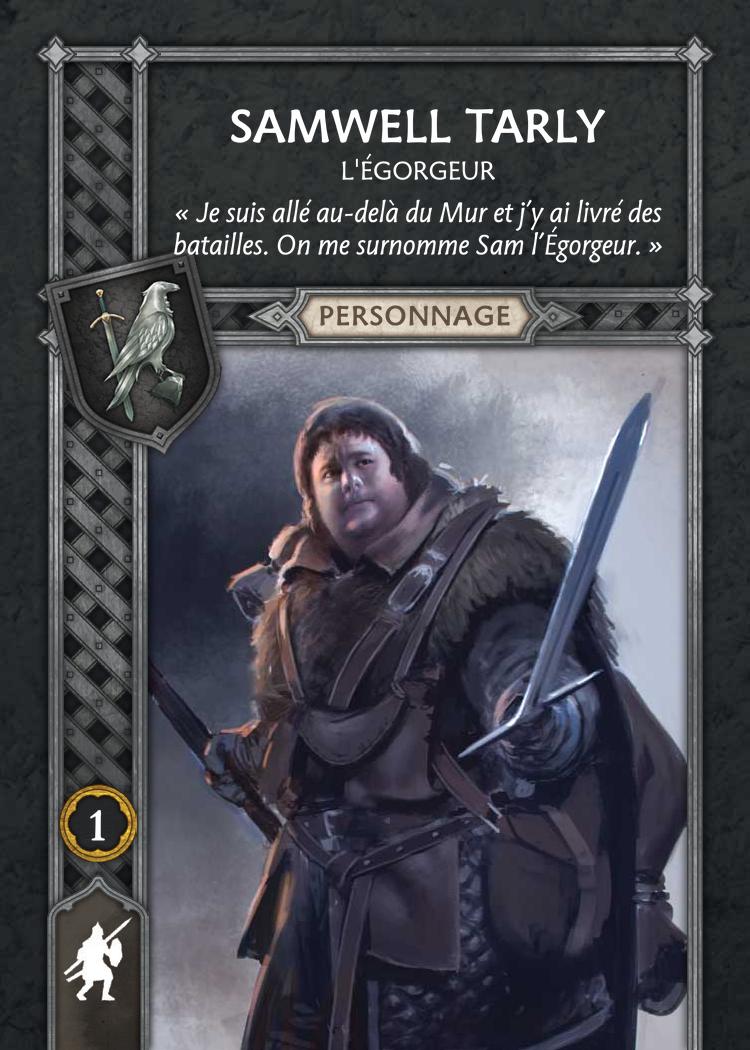 SAMWELL TARLY
L'ÉGORGEUR
« Je suis allé au-delà du Mur et j'y ai livré des
batailles. On me surnomme Sam l'Égorgeur. »
PERSONNAGE
1